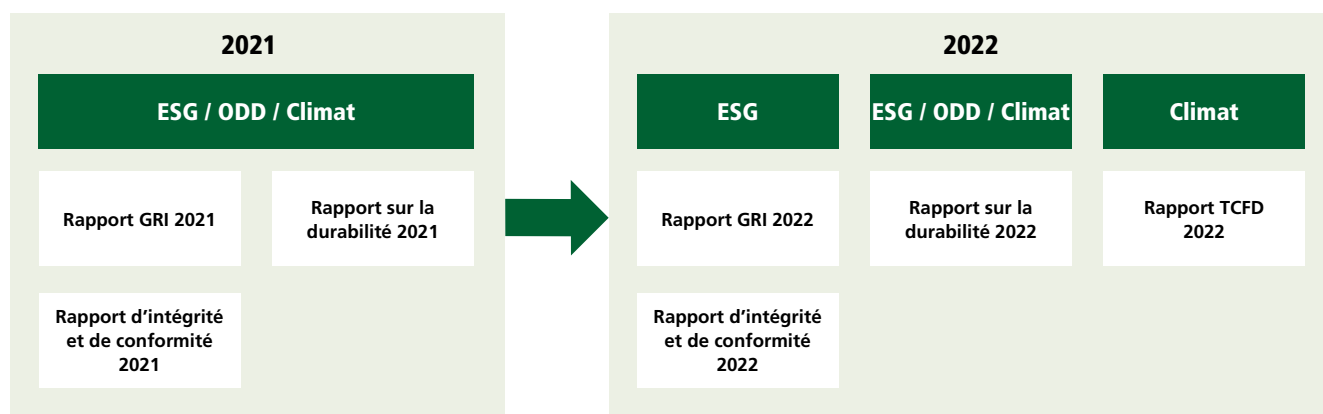 2021
ESG / ODD / Climat
Rapport GRI 2021
Rapport sur la
durabilité 2021
Rapport d’intégrité
et de conformité
2021
2022
ESG
ESG / ODD / Climat
Climat
Rapport GRI 2022
Rapport sur la
durabilité 2022
Rapport TCFD
2022
Rapport d’intégrité
et de conformité
2022